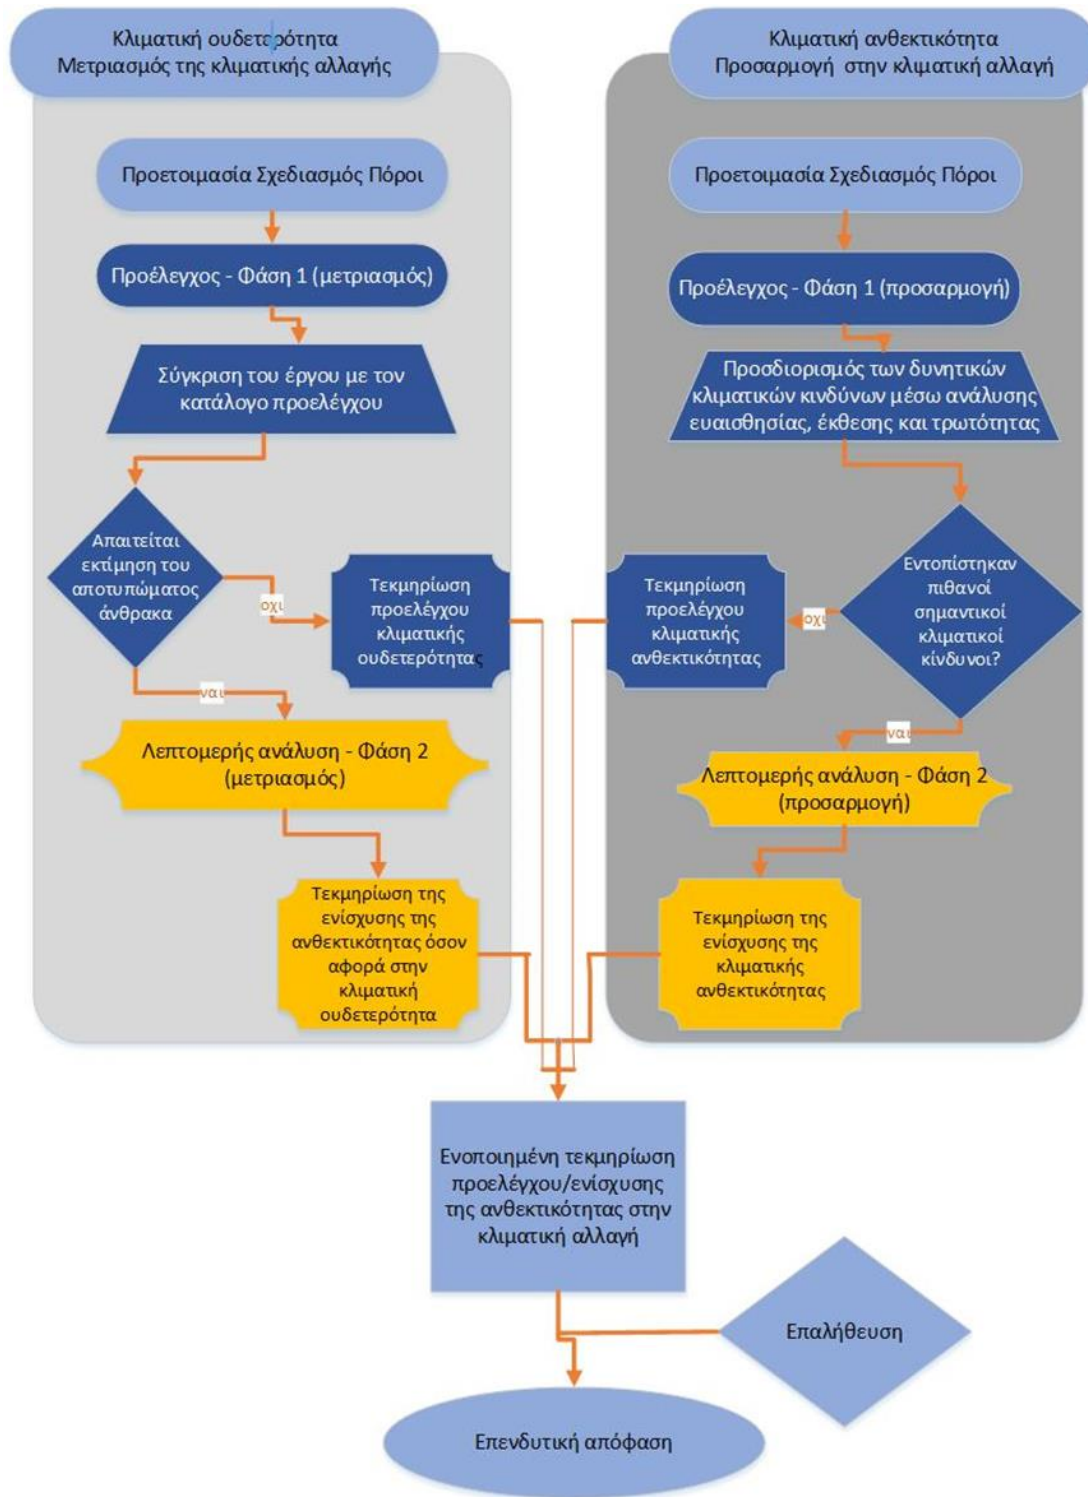 Κλιματική ουδετερότητα
Μετριασμός της κλιματικής αλλαγής
Προετοιμασία Σχεδιασμός Πόροι
Προέλεγχος - Φάση 1 (μετριασμός)
Σύγκριση του έργου με τον
κατάλογο προελέγχου
Απαιτείται
εκτίμηση του
αποτυπώματος
άνθρακα
οχι
Τεκμηρίωση
προελέγχου
κλιματικής
ουδετερότητας
ναι
Λεπτομερής ανάλυση - Φάση 2
(μετριασμός)
Τεκμηρίωση της
ενίσχυσης της
ανθεκτικότητας όσον
αφορά στην
κλιματική
ουδετερότητα
Κλιματική ανθεκτικότητα
Προσαρμογή στην κλιματική αλλαγή
Προετοιμασία Σχεδιασμός Πόροι
Προέλεγχος - Φάση 1 (προσαρμογή)
Προσδιορισμός των δυνητικών
κλιματικών κινδύνων μέσω ανάλυσης
ευαισθησίας, έκθεσης και τρωτότητας
Εντοπίστηκαν
πιθανοί
σημαντικοί
κλιματικοί
κίνδυνοι?
οχι
Τεκμηρίωση
προελέγχου
κλιματικής
ανθεκτικότητας
ναι
Λεπτομερής ανάλυση - Φάση 2
(προσαρμογή)
Τεκμηρίωση της
ενίσχυσης της
κλιματικής
ανθεκτικότητας
Ενοποιημένη τεκμηρίωση
προελέγχου/ενίσχυσης
της ανθεκτικότητας στην
κλιματική αλλαγή
Επαλήθευση
Επενδυτική απόφαση